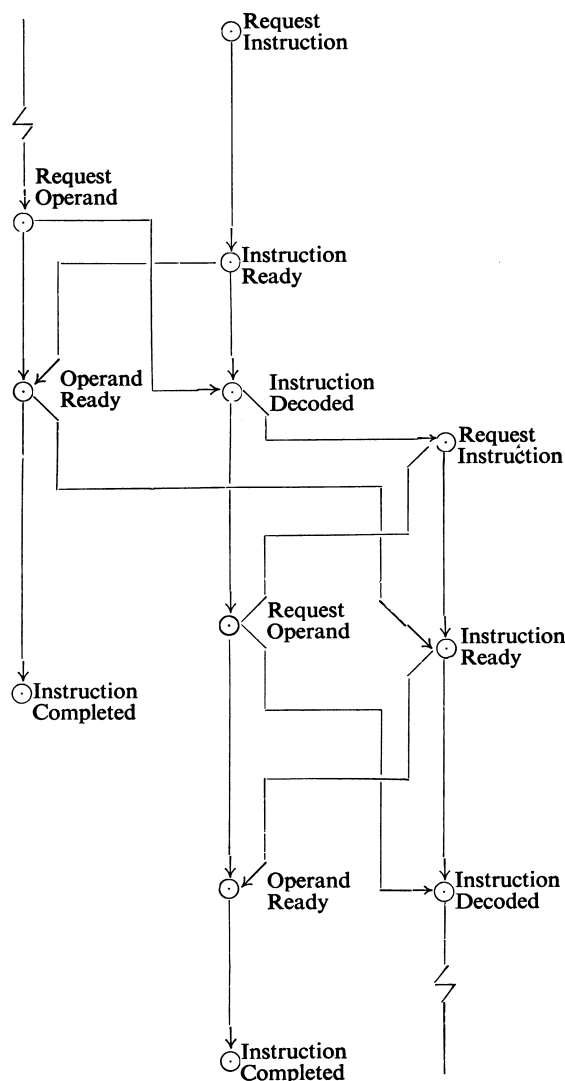 Request
Instruction
Request
Operand
Instruction
Ready
Operand
Ready
Instruction
Decoded
Request
Instruction
Request
Operand
Instruction
Ready
Instruction
Completed
Operand
Ready
Instruction
Decoded
Instruction
Completed